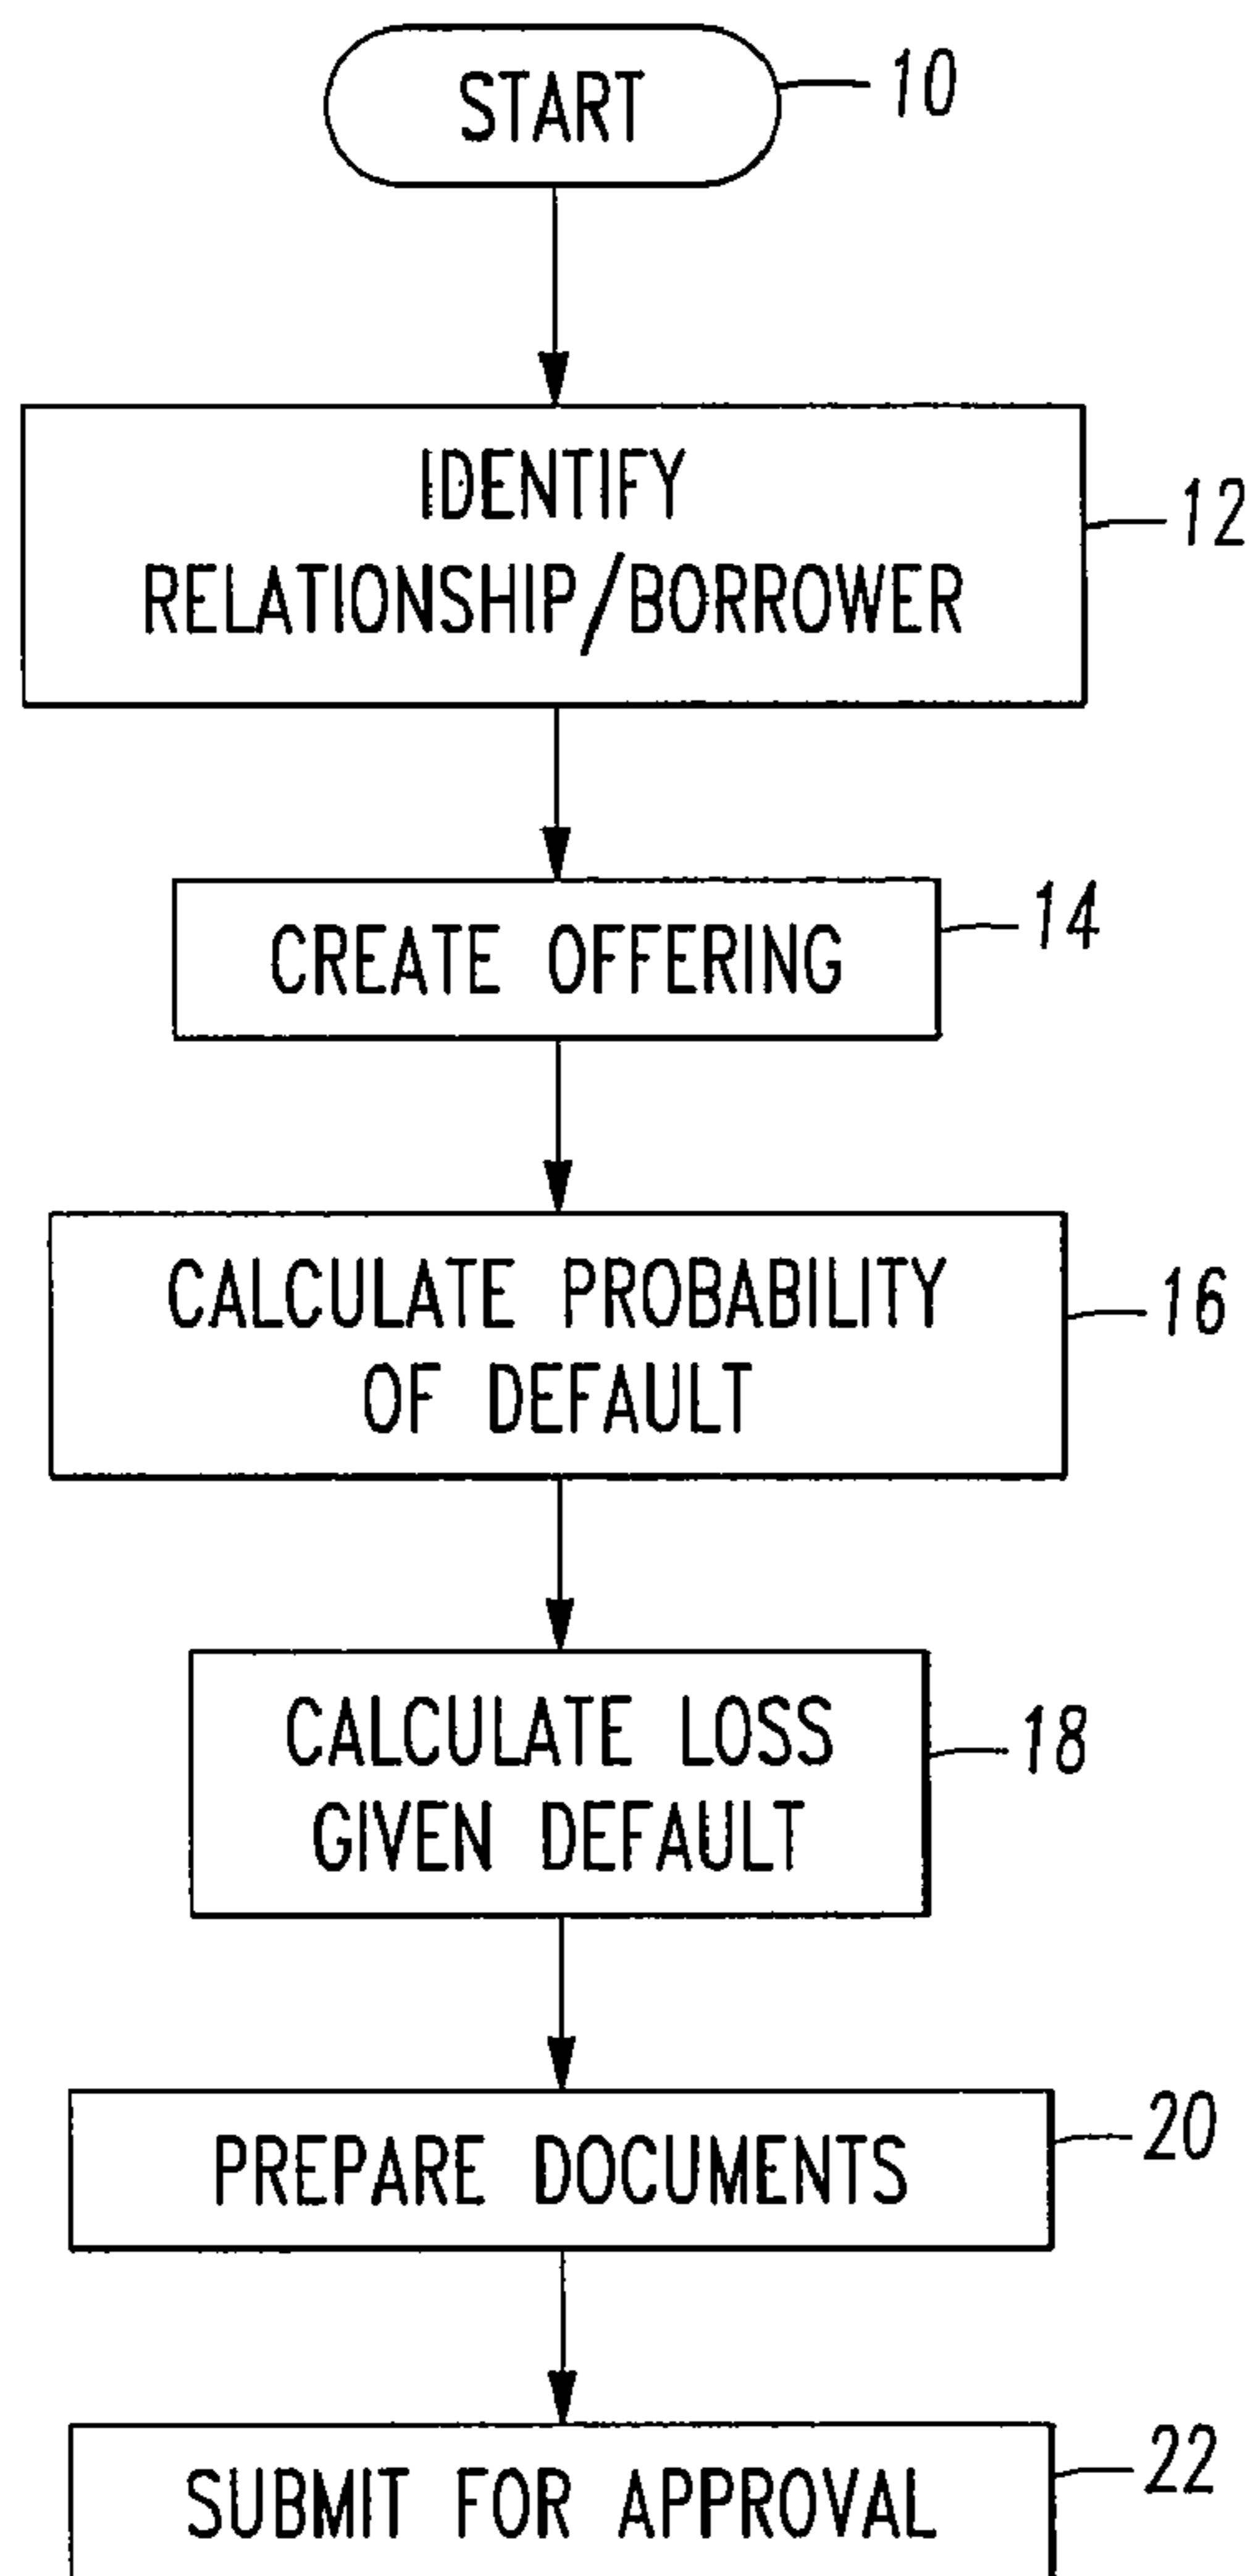 START
10
IDENTIFY
RELATIONSHIP/BORROWER
12
CREATE OFFERING
14
CALCULATE PROBABILITY
OF DEFAULT
16
CALCULATE LOSS
GIVEN DEFAULT
18
PREPARE DOCUMENTS
20
SUBMIT FOR APPROVAL
22